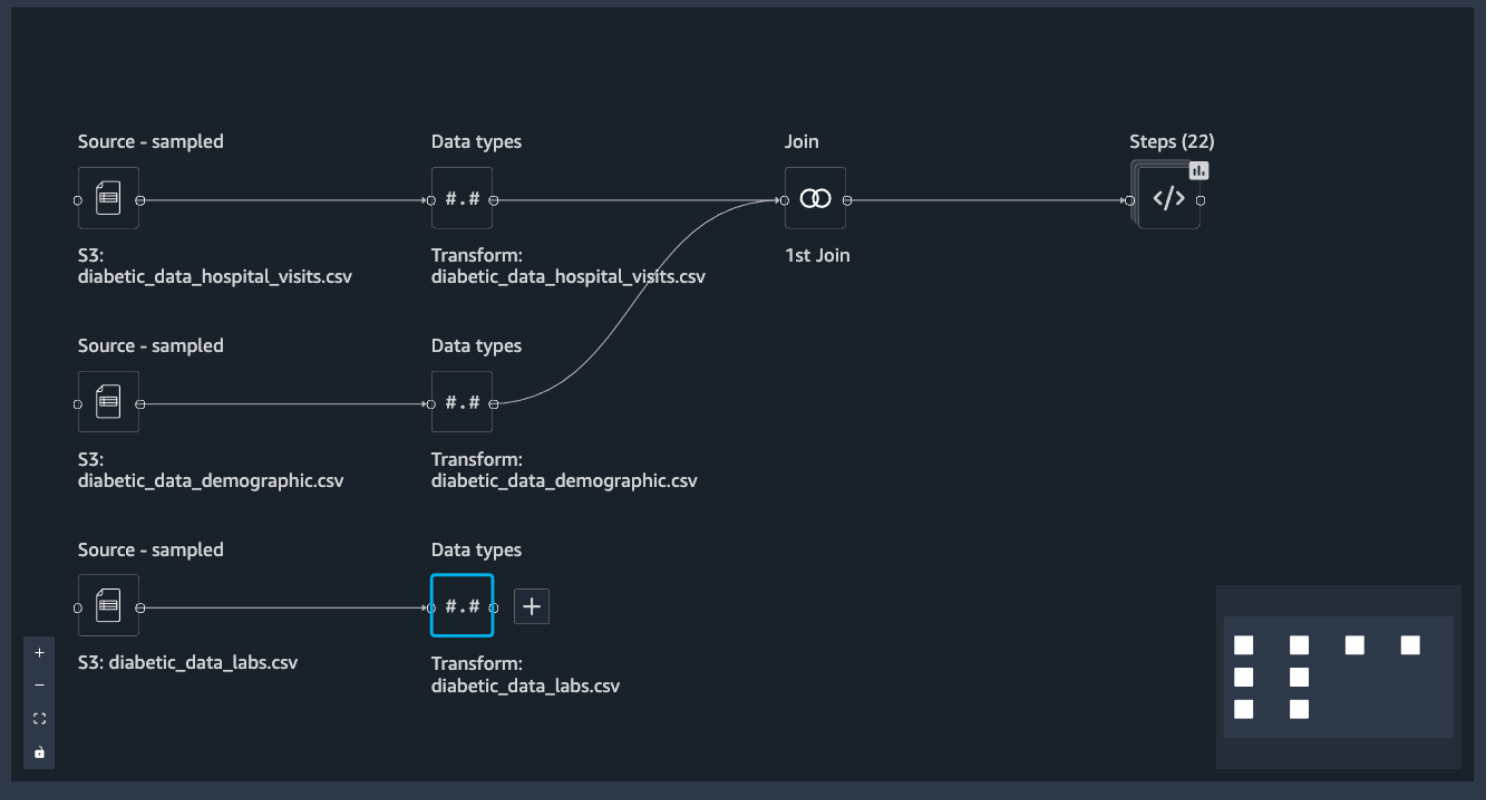 Source - sampled
Data types
Join
Steps (22)
#.#
</>
S3:
diabetic_data_hospital_visits.csv
Transform:
diabetic_data_hospital_visits.csv
1st Join
Source - sampled
Data types
#.#
S3:
diabetic_data_demographic.csv
Transform:
diabetic_data_demographic.csv
Source - sampled
Data types
#.#
+
S3: diabetic_data_labs.csv
Transform:
diabetic_data_labs.csv
+
−